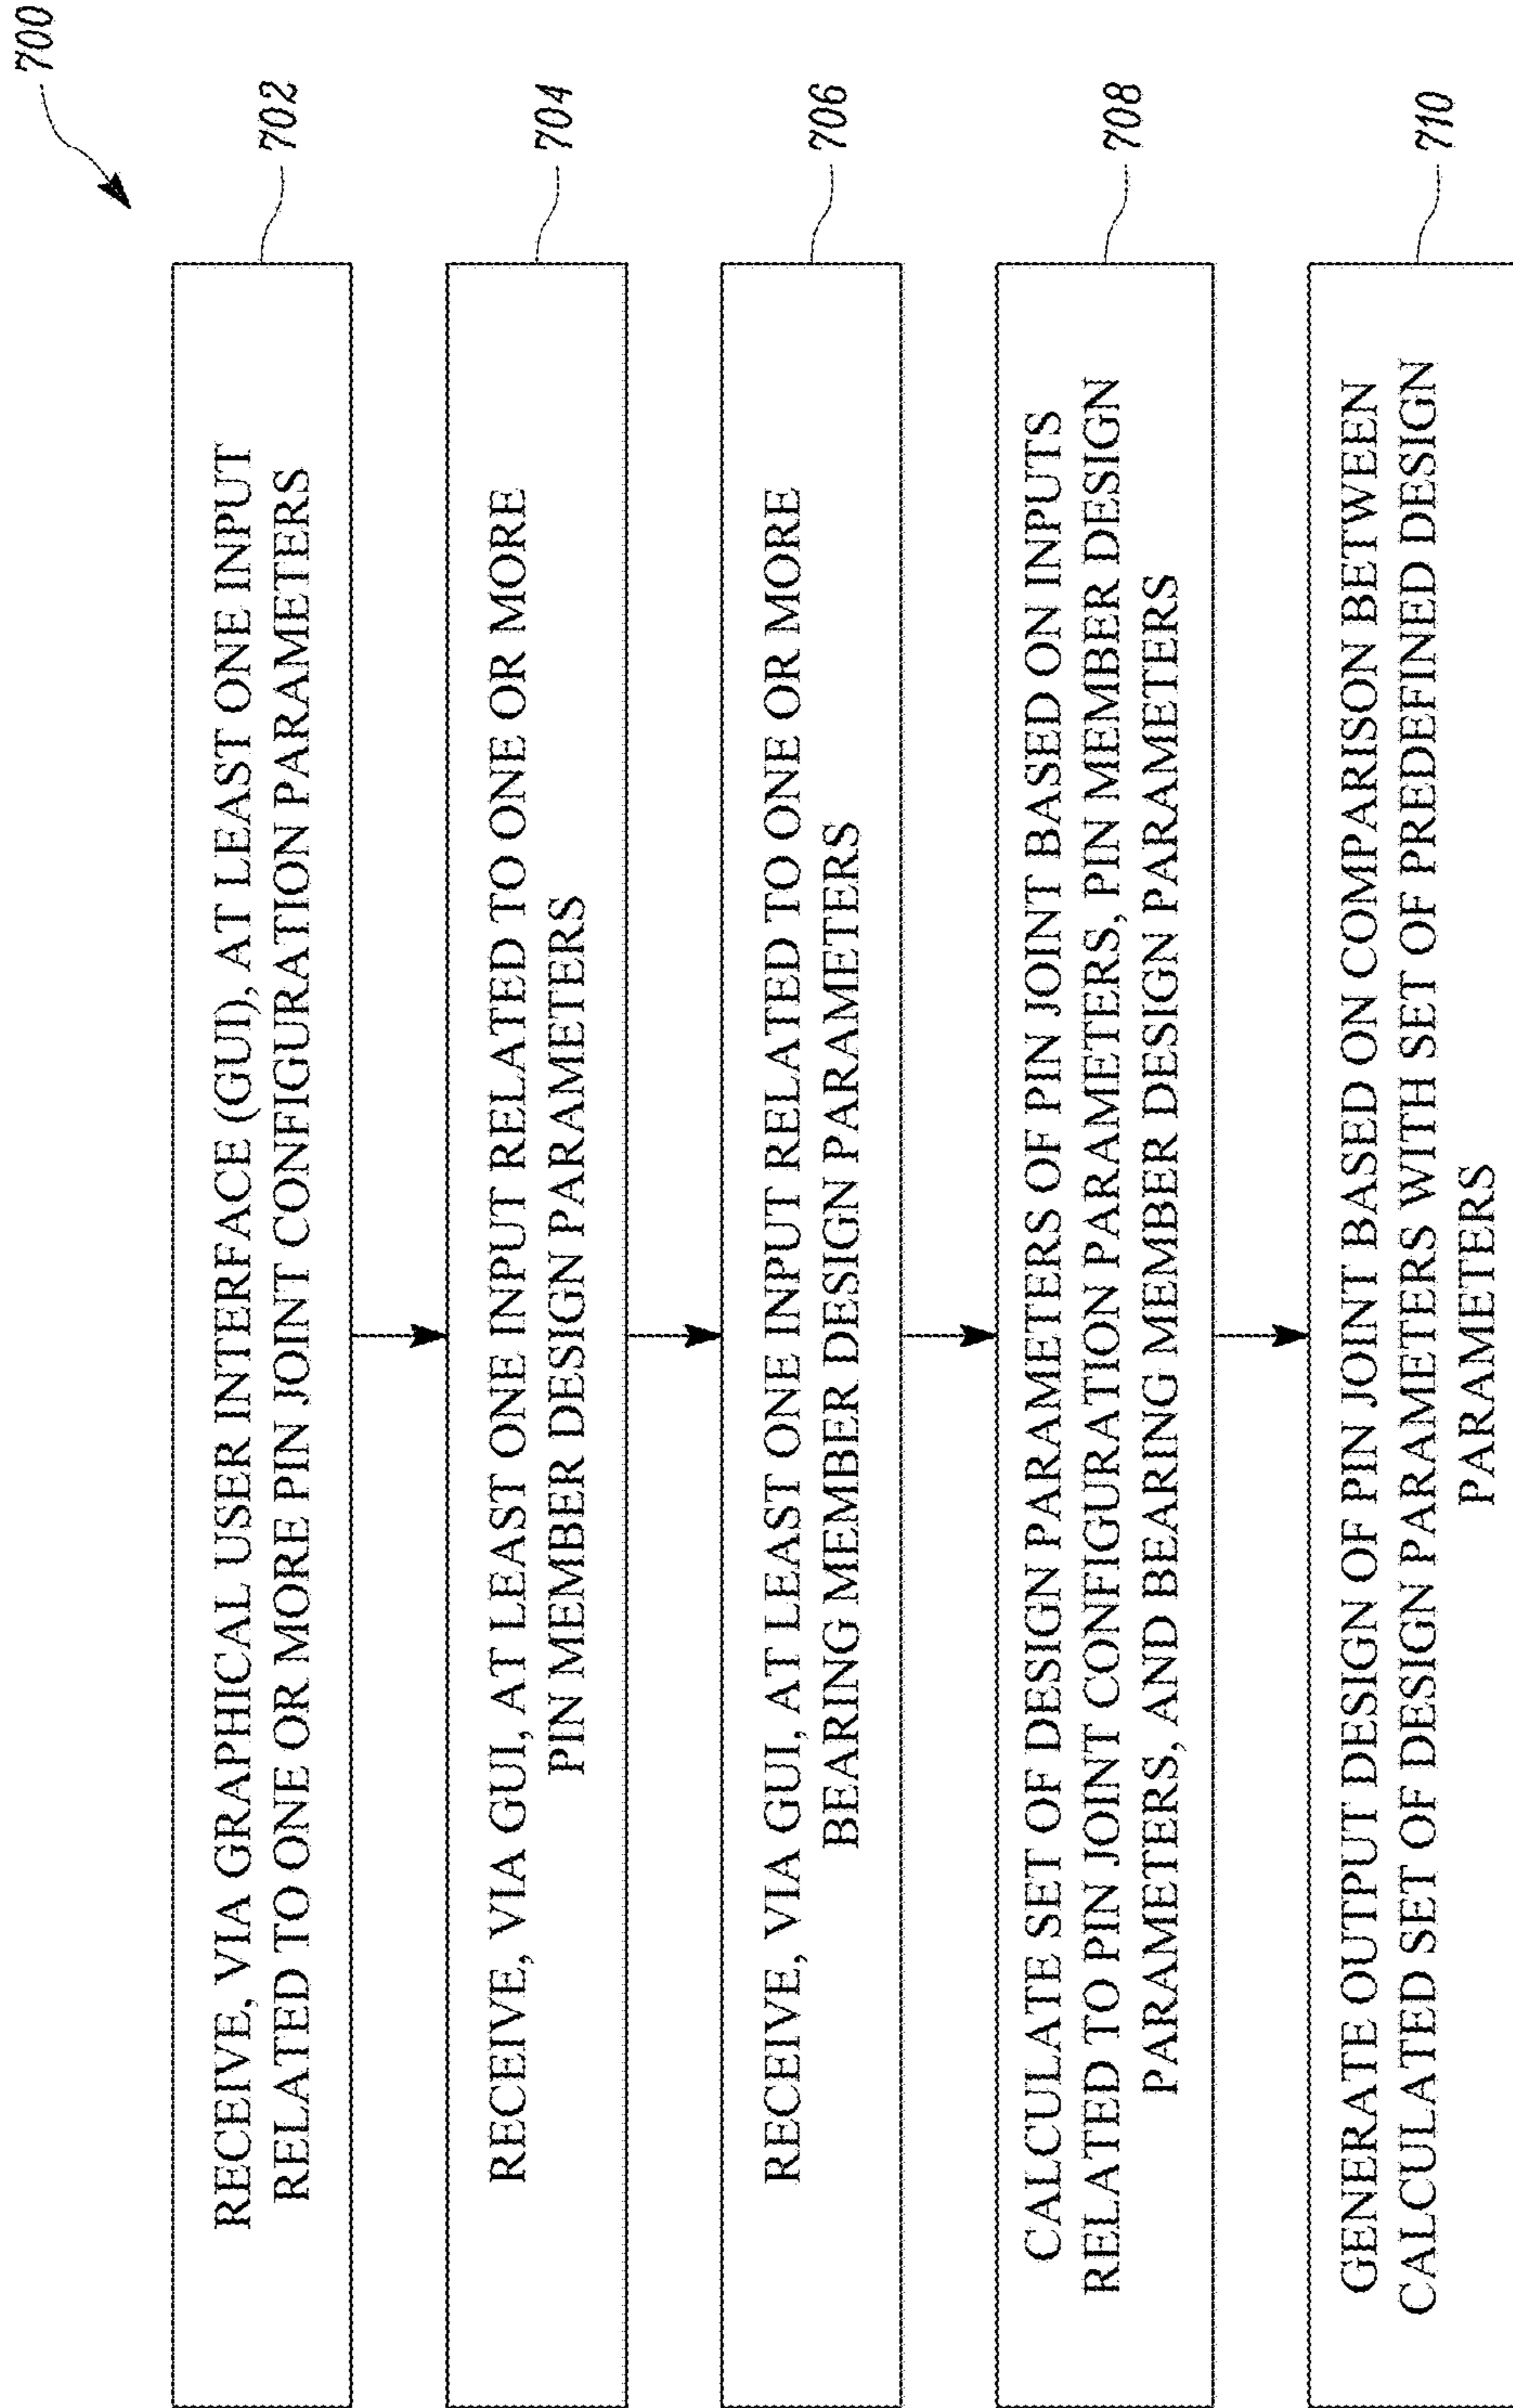 700
RECEIVE, VIA GRAPHICAL USER INTERFACE (GUI), AT LEAST ONE INPUT
RELATED TO ONE OR MORE PIN JOINT CONFIGURATION PARAMETERS
702
RECEIVE, VIA GUI, AT LEAST ONE INPUT RELATED TO ONE OR MORE
PIN MEMBER DESIGN PARAMETERS
704
RECEIVE, VIA GUI, AT LEAST ONE INPUT RELATED TO ONE OR MORE
BEARING MEMBER DESIGN PARAMETERS
706
CALCULATE SET OF DESIGN PARAMETERS OF PIN JOINT BASED ON INPUTS
RELATED TO PIN JOINT CONFIGURATION PARAMETERS, PIN MEMBER DESIGN
PARAMETERS, AND BEARING MEMBER DESIGN PARAMETERS
708
GENERATE OUTPUT DESIGN OF PIN JOINT BASED ON COMPARISON BETWEEN
CALCULATED SET OF DESIGN PARAMETERS WITH SET OF PREDEFINED DESIGN
PARAMETERS
710